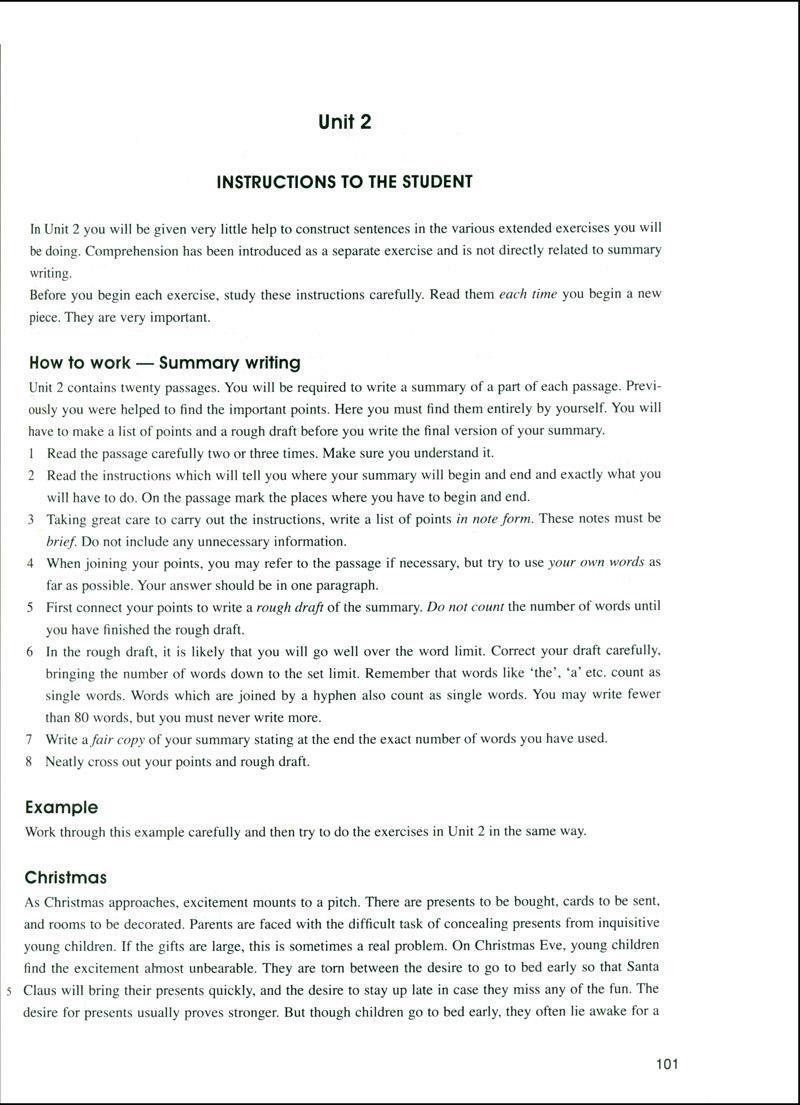 Unit 2
INSTRUCTIONS TO THE STUDENT
In Unit 2 you will be given very little help to construct sentences in the various extended exercises you will
be doing. Comprehension has been introduced as a separate exercise and is not directly related to summary
writing.
Before you begin each exercise, study these instructions carefully. Read them each time you begin a new
piece. They are very important.
How to work — Summary writing
Unit 2 contains twenty passages. You will be required to write a summary of a part of each passage. Previ-
ously you were helped to find the important points. Here you must find them entirely by yourself. You will
have to make a list of points and a rough draft before you write the final version of your summary.
1 Read the passage carefully two or three times. Make sure you understand it.
2 Read the instructions which will tell you where your summary will begin and end and exactly what you
will have to do. On the passage mark the places where you have to begin and end.
3 Taking great care to carry out the instructions, write a list of points in note form. These notes must be
brief. Do not include any unnecessary information.
4 When joining your points, you may refer to the passage if necessary, but try to use your own words as
far as possible. Your answer should be in one paragraph.
5 First connect your points to write a rough draft of the summary. Do not count the number of words until
you have finished the rough draft.
6 In the rough draft, it is likely that you will go well over the word limit. Correct your draft carefully,
bringing the number of words down to the set limit. Remember that words like ‘the’, ‘a’ etc. count as
single words. Words which are joined by a hyphen also count as single words. You may write fewer
than 80 words, but you must never write more.
7 Write a fair copy of your summary stating at the end the exact number of words you have used.
8 Neatly cross out your points and rough draft.
Example
Work through this example carefully and then try to do the exercises in Unit 2 in the same way.
Christmas
As Christmas approaches, excitement mounts to a pitch. There are presents to be bought, cards to be sent,
and rooms to be decorated. Parents are faced with the difficult task of concealing presents from inquisitive
young children. If the gifts are large, this is sometimes a real problem. On Christmas Eve, young children
find the excitement almost unbearable. They are torn between the desire to go to bed early so that Santa
5 Claus will bring their presents quickly, and the desire to stay up late in case they miss any of the fun. The
desire for presents usually proves stronger. But though children go to bed early, they often lie awake for a
101